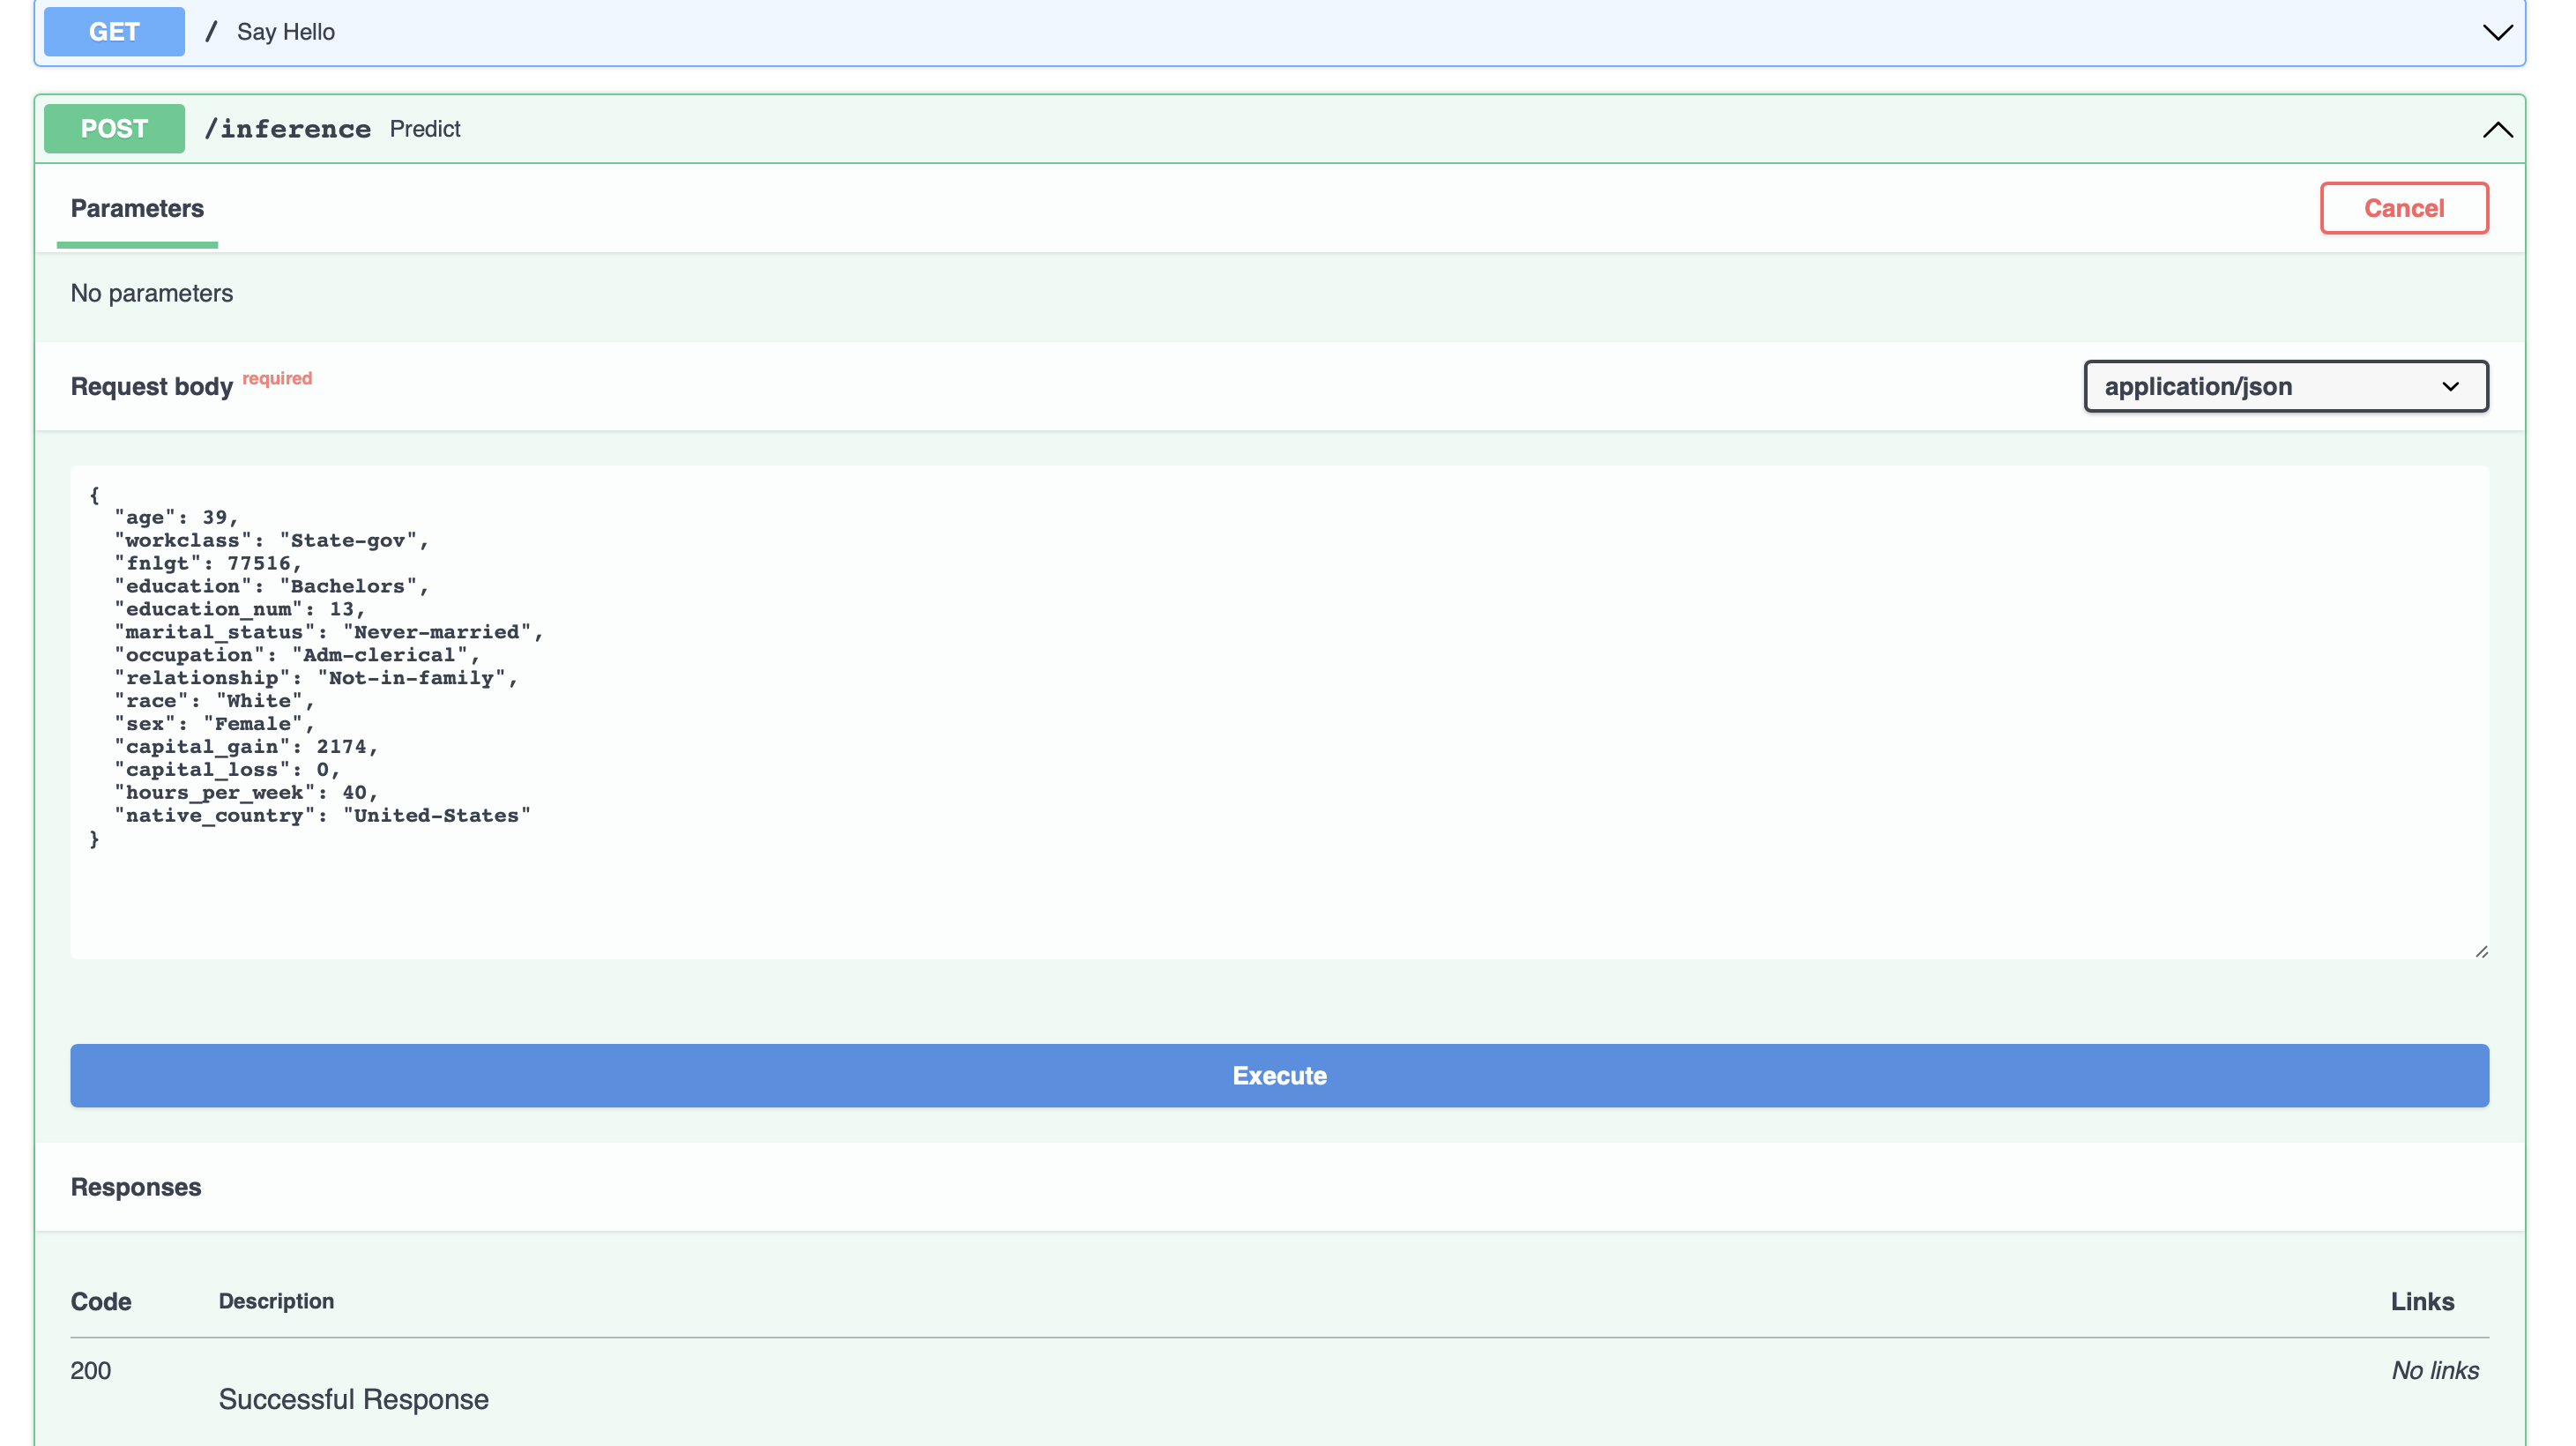 GET / Say Hello
POST /inference Predict
Parameters
Cancel
No parameters
Request body required
application/json
{
  "age": 39,
  "workclass": "State-gov",
  "fnlgt": 77516,
  "education": "Bachelors",
  "education_num": 13,
  "marital_status": "Never-married",
  "occupation": "Adm-clerical",
  "relationship": "Not-in-family",
  "race": "White",
  "sex": "Female",
  "capital_gain": 2174,
  "capital_loss": 0,
  "hours_per_week": 40,
  "native_country": "United-States"
}
Execute
Responses
Code Description Links
200 No links
Successful Response